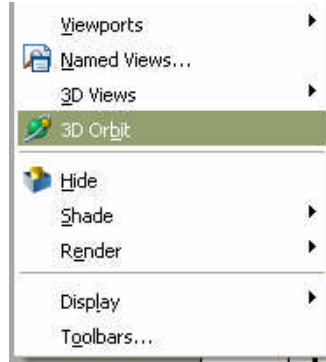 Viewports
Named Views...
3D Views
3D Orbit
Hide
Shade
Render
Display
Toolbars...